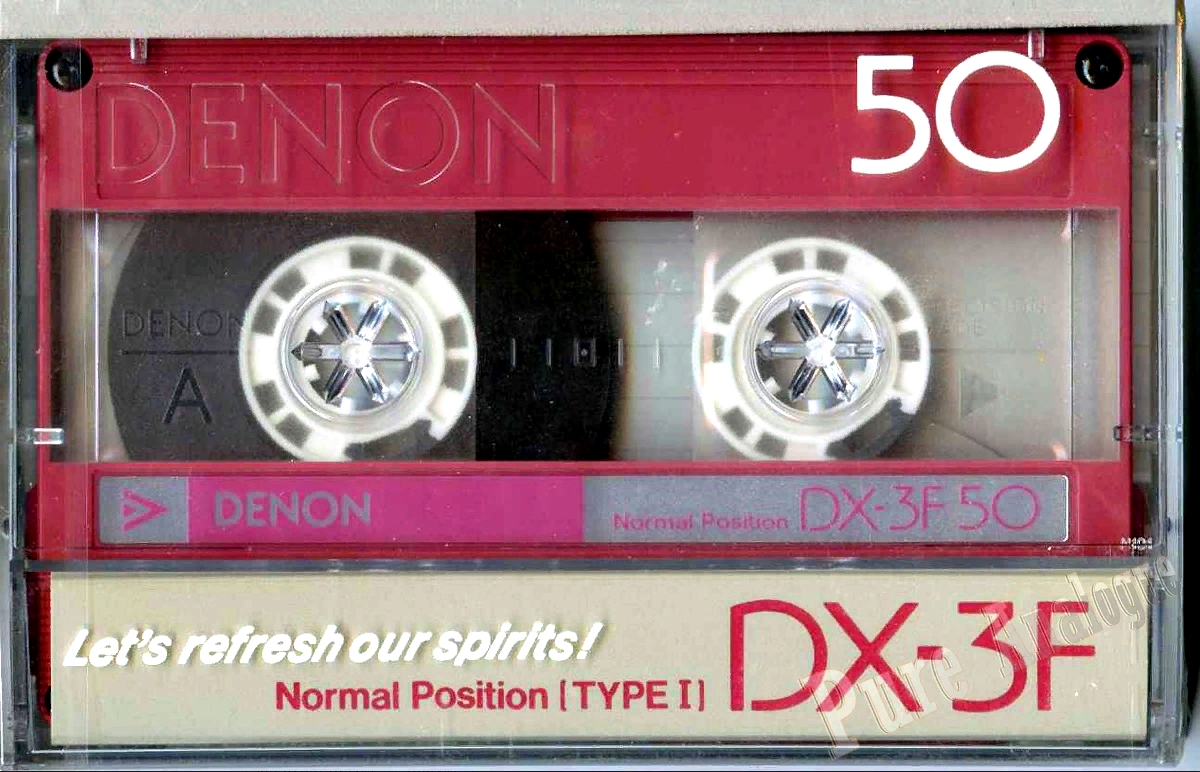 DENON
50
DENON
A
DENON
Normal Position DX-3F 50
Let's refresh our spirits!
Normal Position [TYPE I]
DX-3F
Pure Analogue